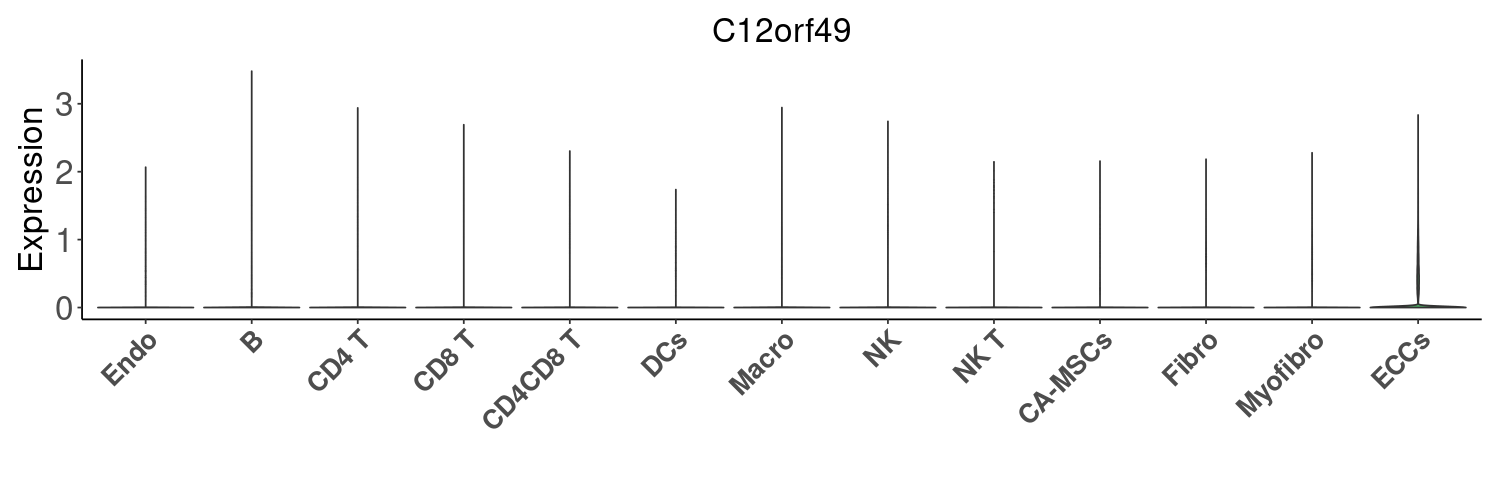 C12orf49
Expression
3
2
1
0
Endo
B
CD4 T
CD8 T
CD4CD8 T
DCs
Macro
NK
NK T
CA-MSCs
Fibro
Myofibro
ECCs